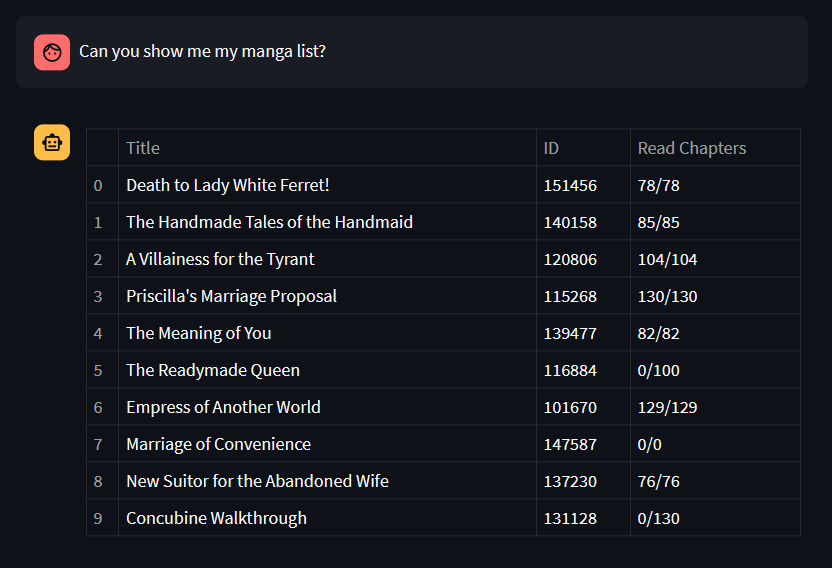 Can you show me my manga list?
Title ID Read Chapters
0 Death to Lady White Ferret! 151456 78/78
1 The Handmade Tales of the Handmaid 140158 85/85
2 A Villainess for the Tyrant 120806 104/104
3 Priscilla's Marriage Proposal 115268 130/130
4 The Meaning of You 139477 82/82
5 The Readymade Queen 116884 0/100
6 Empress of Another World 101670 129/129
7 Marriage of Convenience 147587 0/0
8 New Suitor for the Abandoned Wife 137230 76/76
9 Concubine Walkthrough 131128 0/130